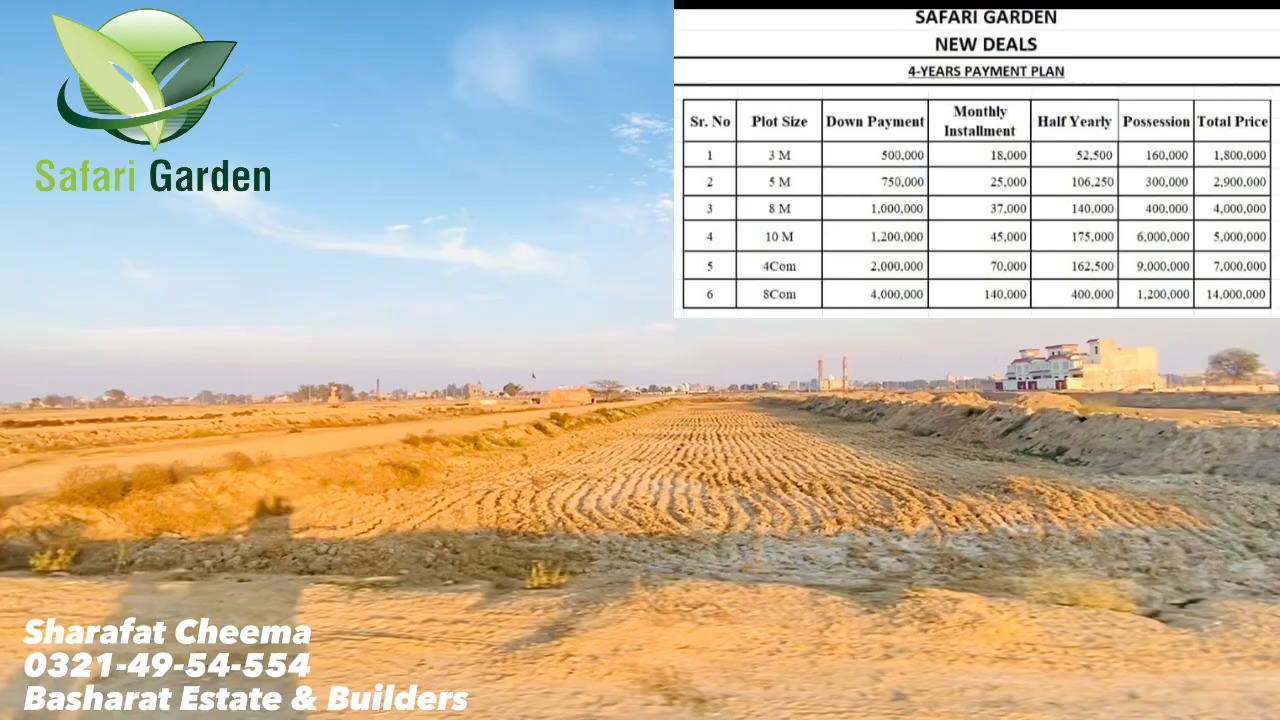 Safari Garden
SAFARI GARDEN
NEW DEALS
4-YEARS PAYMENT PLAN
Sr. No Plot Size Down Payment Monthly Installment Half Yearly Possession Total Price
1 3 M 500,000 18,000 52,500 160,000 1,800,000
2 5 M 750,000 25,000 106,250 300,000 2,900,000
3 8 M 1,000,000 37,000 140,000 400,000 4,000,000
4 10 M 1,200,000 45,000 175,000 6,000,000 5,000,000
5 4Com 2,000,000 70,000 162,500 9,000,000 7,000,000
6 8Com 4,000,000 140,000 400,000 1,200,000 14,000,000
Sharafat Cheema
0321-49-54-554
Basharat Estate & Builders